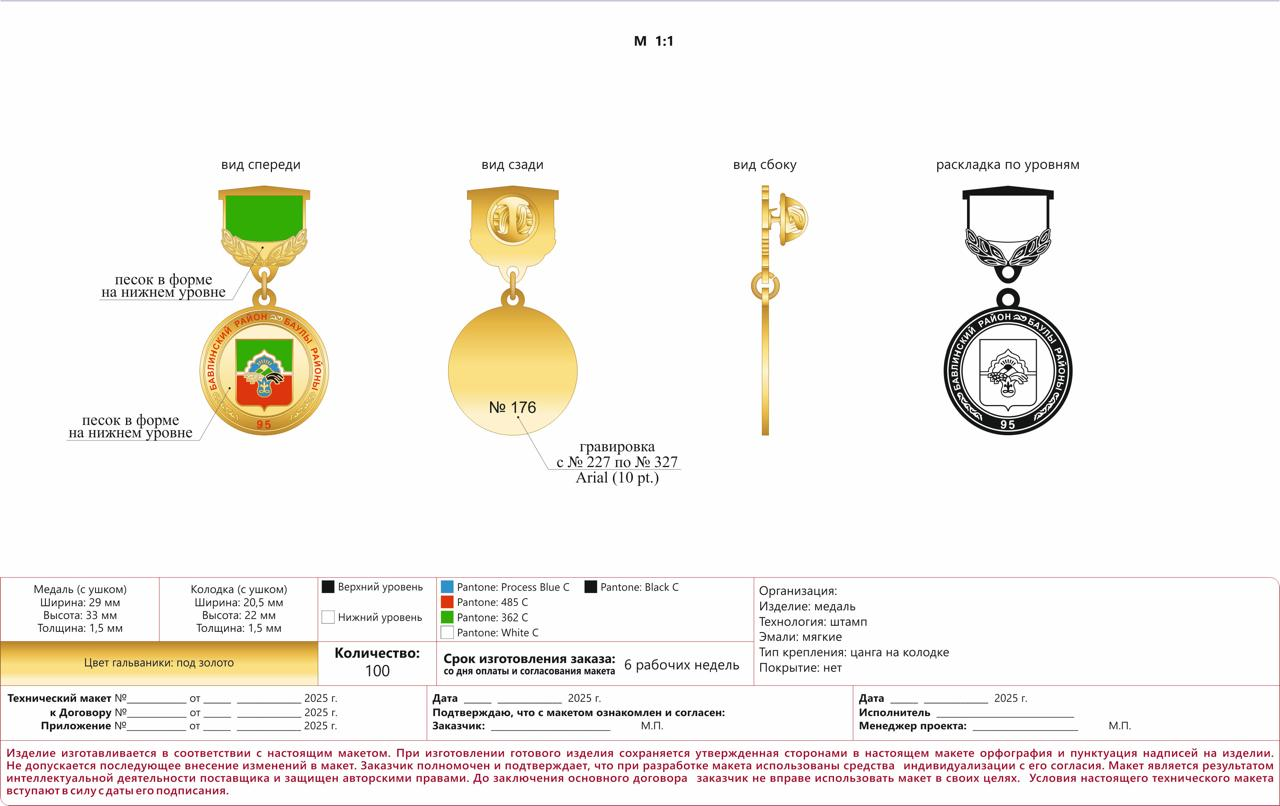 М 1:1
вид спереди
вид сзади
вид сбоку
раскладка по уровням
песок в форме
на нижнем уровне
БАВЛИНСКИЙ РАЙОН БАУЛЫ РАЙОНЫ
95
песок в форме
на нижнем уровне
№ 176
гравировка
с № 227 по № 327
Arial (10 pt.)
БАВЛИНСКИЙ РАЙОН БАУЛЫ РАЙОНЫ
95
Медаль (с ушком)
Ширина: 29 мм
Высота: 33 мм
Толщина: 1,5 мм
Колодка (с ушком)
Ширина: 20,5 мм
Высота: 22 мм
Толщина: 1,5 мм
Верхний уровень
Нижний уровень
Pantone: Process Blue C
Pantone: 485 C
Pantone: 362 C
Pantone: White C
Pantone: Black C
Организация:
Изделие: медаль
Технология: штамп
Эмали: мягкие
Тип крепления: цанга на колодке
Покрытие: нет
Цвет гальваники: под золото
Количество:
100
Срок изготовления заказа: 6 рабочих недель
со дня оплаты и согласования макета
Технический макет №__________ от _____ ___________ 2025 г.
к Договору №__________ от _____ ___________ 2025 г.
Приложение №__________ от _____ ___________ 2025 г.
Дата _____ ___________ 2025 г.
Подтверждаю, что с макетом ознакомлен и согласен:
Заказчик: ____________________ М.П.
Дата _____ ___________ 2025 г.
Исполнитель _______________________
Менеджер проекта: __________________ М.П.
Изделие изготавливается в соответствии с настоящим макетом. При изготовлении готового изделия сохраняется утвержденная сторонами в настоящем макете орфография и пунктуация надписей на изделии.
Не допускается последующее внесение изменений в макет. Заказчик полномочен и подтверждает, что при разработке макета использованы средства индивидуализации с его согласия. Макет является результатом
интеллектуальной деятельности поставщика и защищен авторскими правами. До заключения основного договора заказчик не вправе использовать макет в своих целях. Условия настоящего технического макета
вступают в силу с даты его подписания.